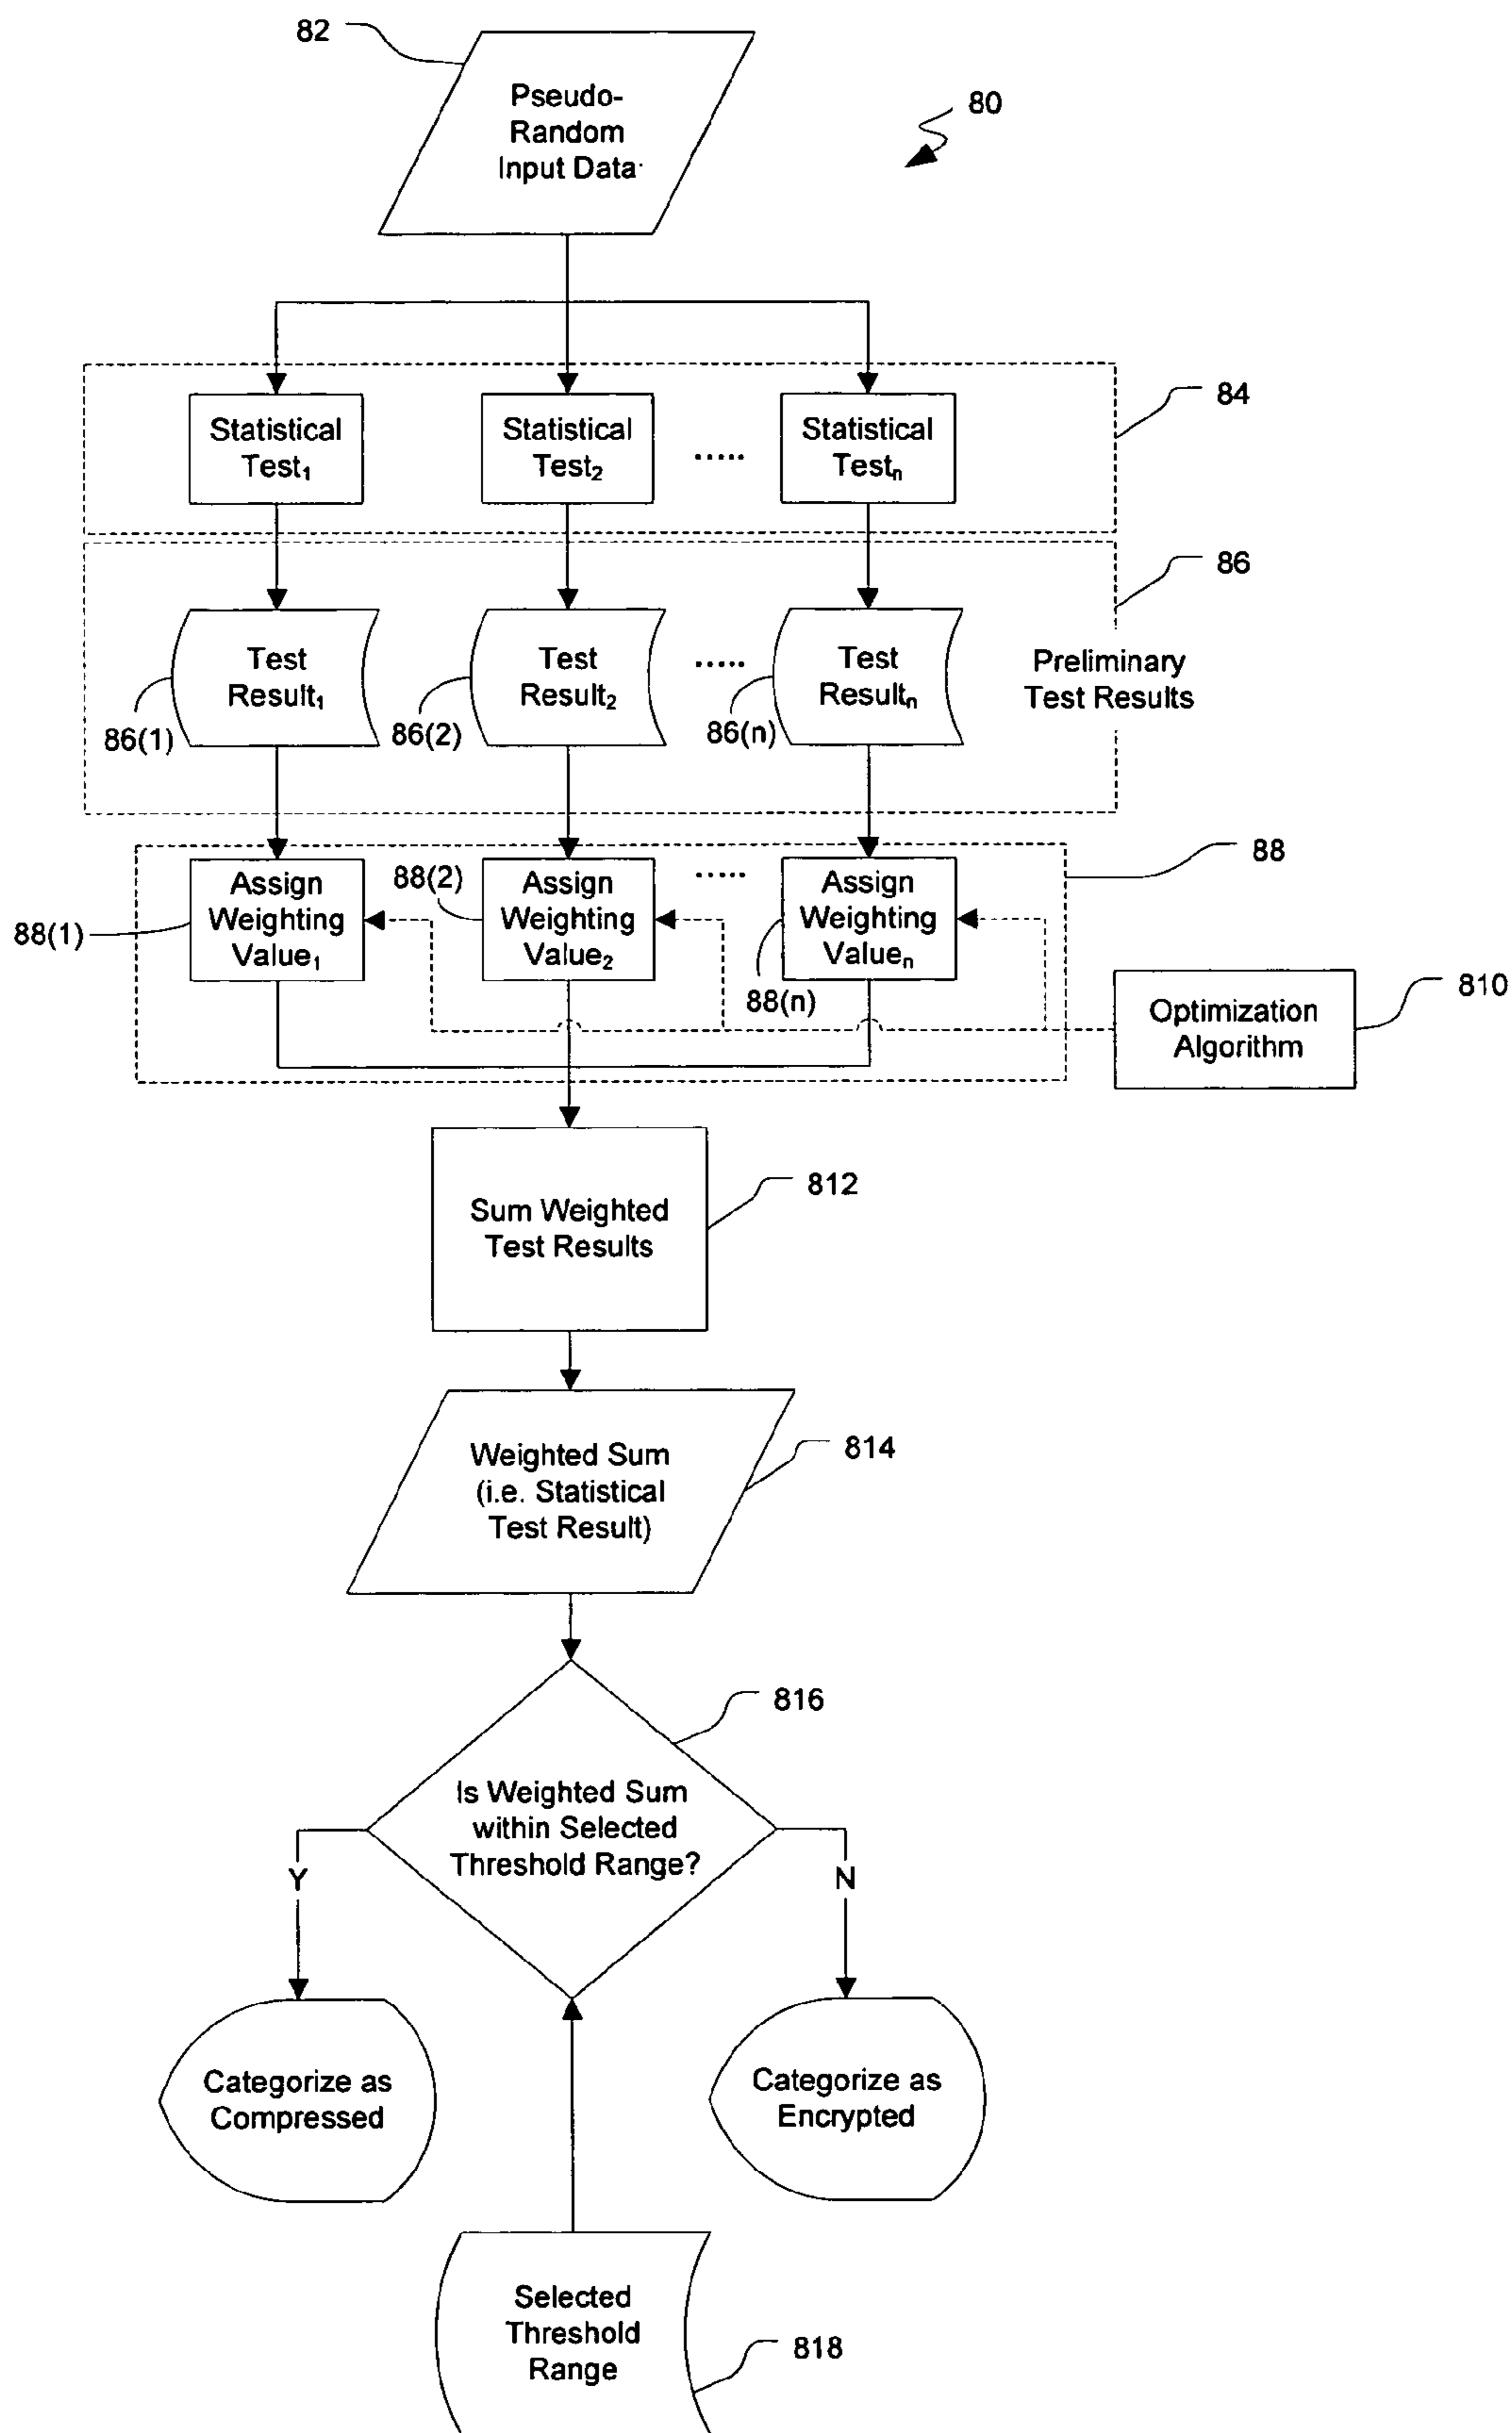 82
Pseudo-
Random
Input Data
80
Statistical
Test1
Statistical
Test2
.....
Statistical
Testn
84
86
Test
Result1
Test
Result2
.....
Test
Resultn
Preliminary
Test Results
86(1)
86(2)
86(n)
88
Assign
Weighting
Value1
88(1)
88(2)
Assign
Weighting
Value2
.....
Assign
Weighting
Valuen
88(n)
Optimization
Algorithm
810
Sum Weighted
Test Results
812
Weighted Sum
(i.e. Statistical
Test Result)
814
816
Is Weighted Sum
within Selected
Threshold Range?
Y
N
Categorize as
Compressed
Categorize as
Encrypted
Selected
Threshold
Range
818